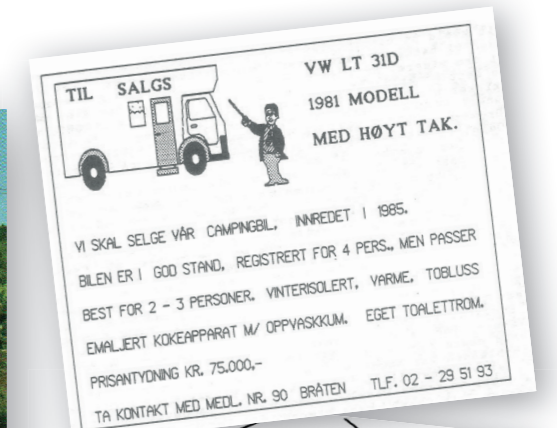 TIL SALGS
VW LT 31D
1981 MODELL
MED HØYT TAK.
VI SKAL SELGE VÅR CAMPINGBIL. INNREDET I 1985.
BILEN ER I GOD STAND. REGISTRERT FOR 4 PERS., MEN PASSER
BEST FOR 2 - 3 PERSONER. VINTERISOLERT. VARME. TOBLUSS
EMALJERT KOKEAPPARAT M/ OPPVASKKUM. EGET TOALETTROM.
PRISANTYDNING KR. 75.000,-
TA KONTAKT MED MEDL. NR. 90 BRÅTEN TLF. 02 - 29 51 93